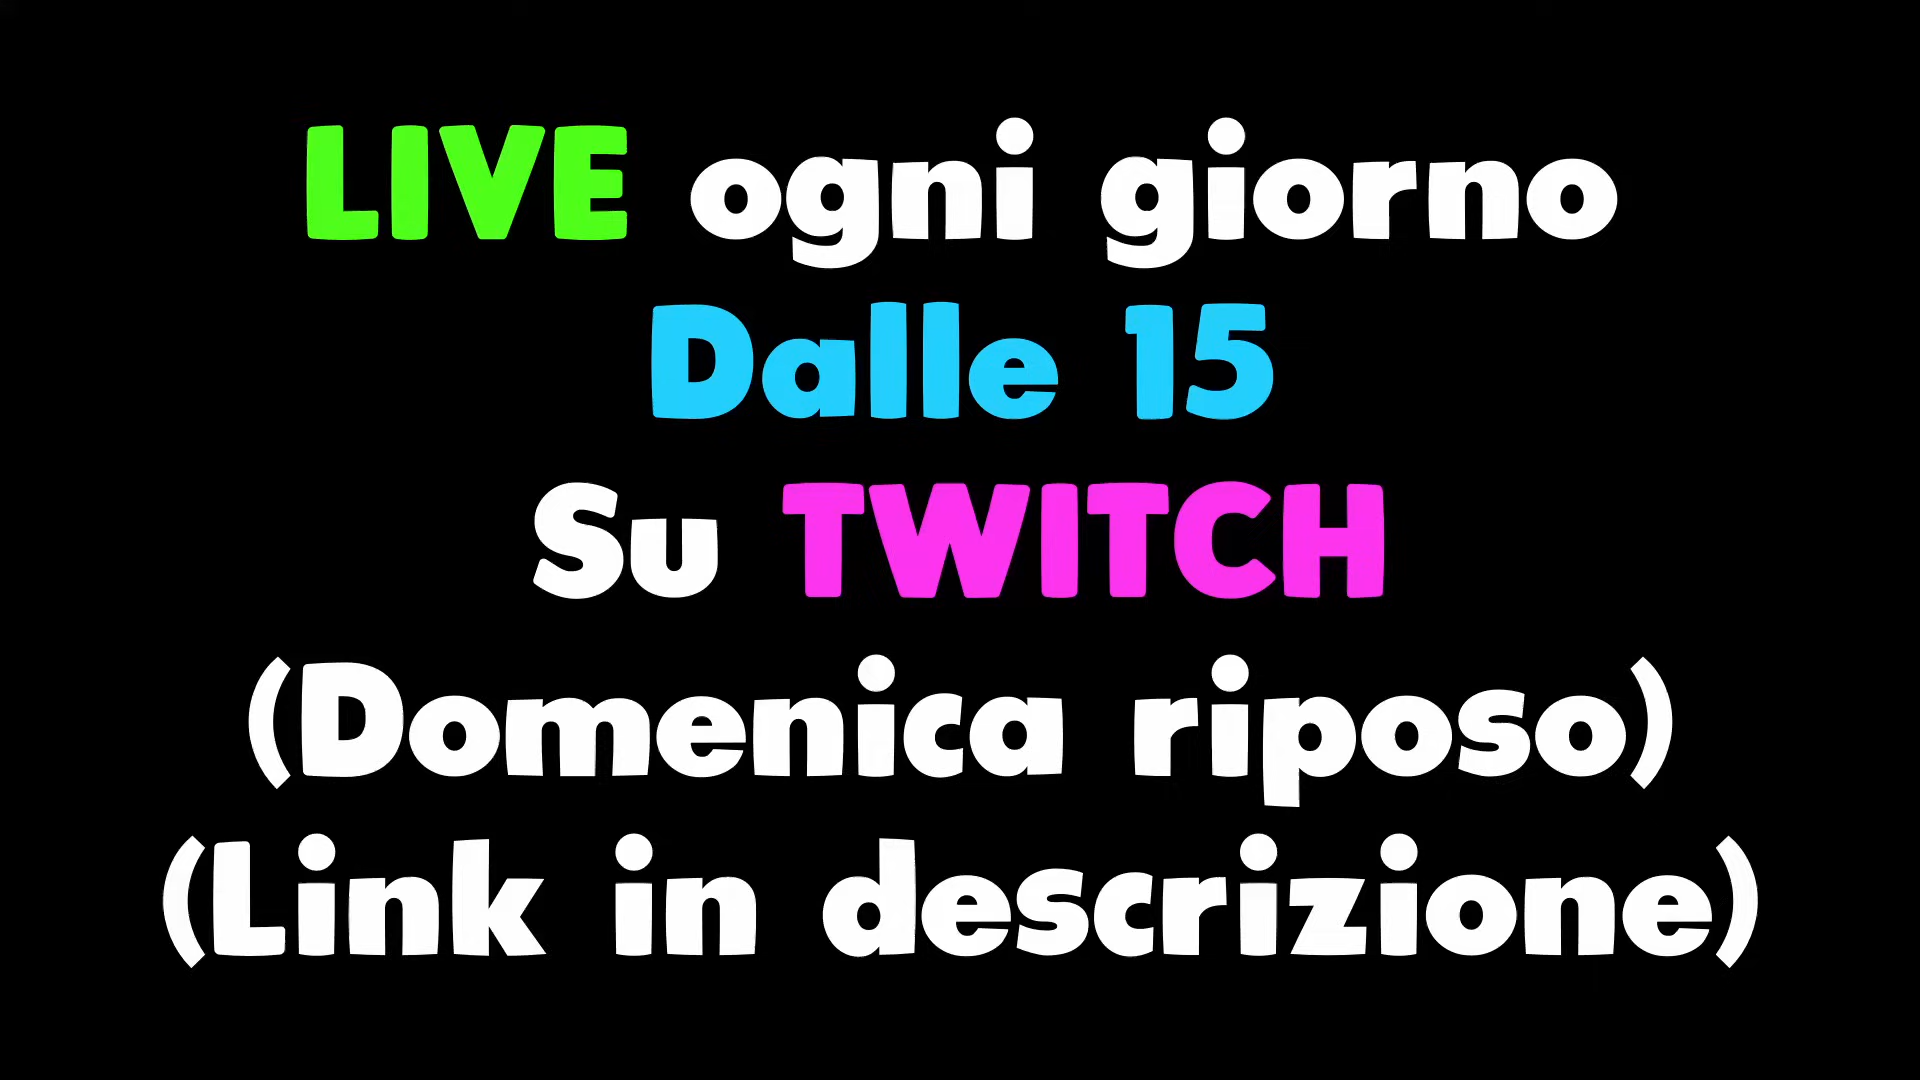 LIVE ogni giorno
Dalle 15
Su TWITCH
(Domenica riposo)
(Link in descrizione)